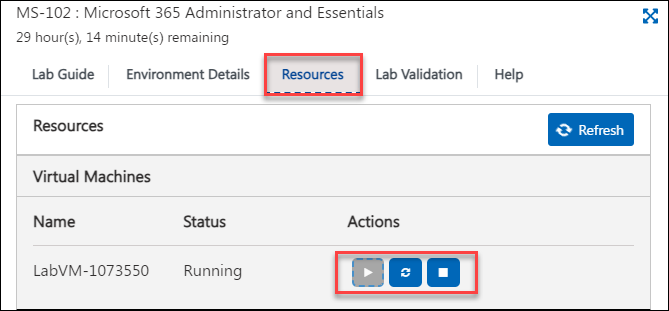 MS-102 : Microsoft 365 Administrator and Essentials
29 hour(s), 14 minute(s) remaining
Lab Guide Environment Details Resources Lab Validation Help
Resources Refresh
Virtual Machines
Name Status Actions
LabVM-1073550 Running